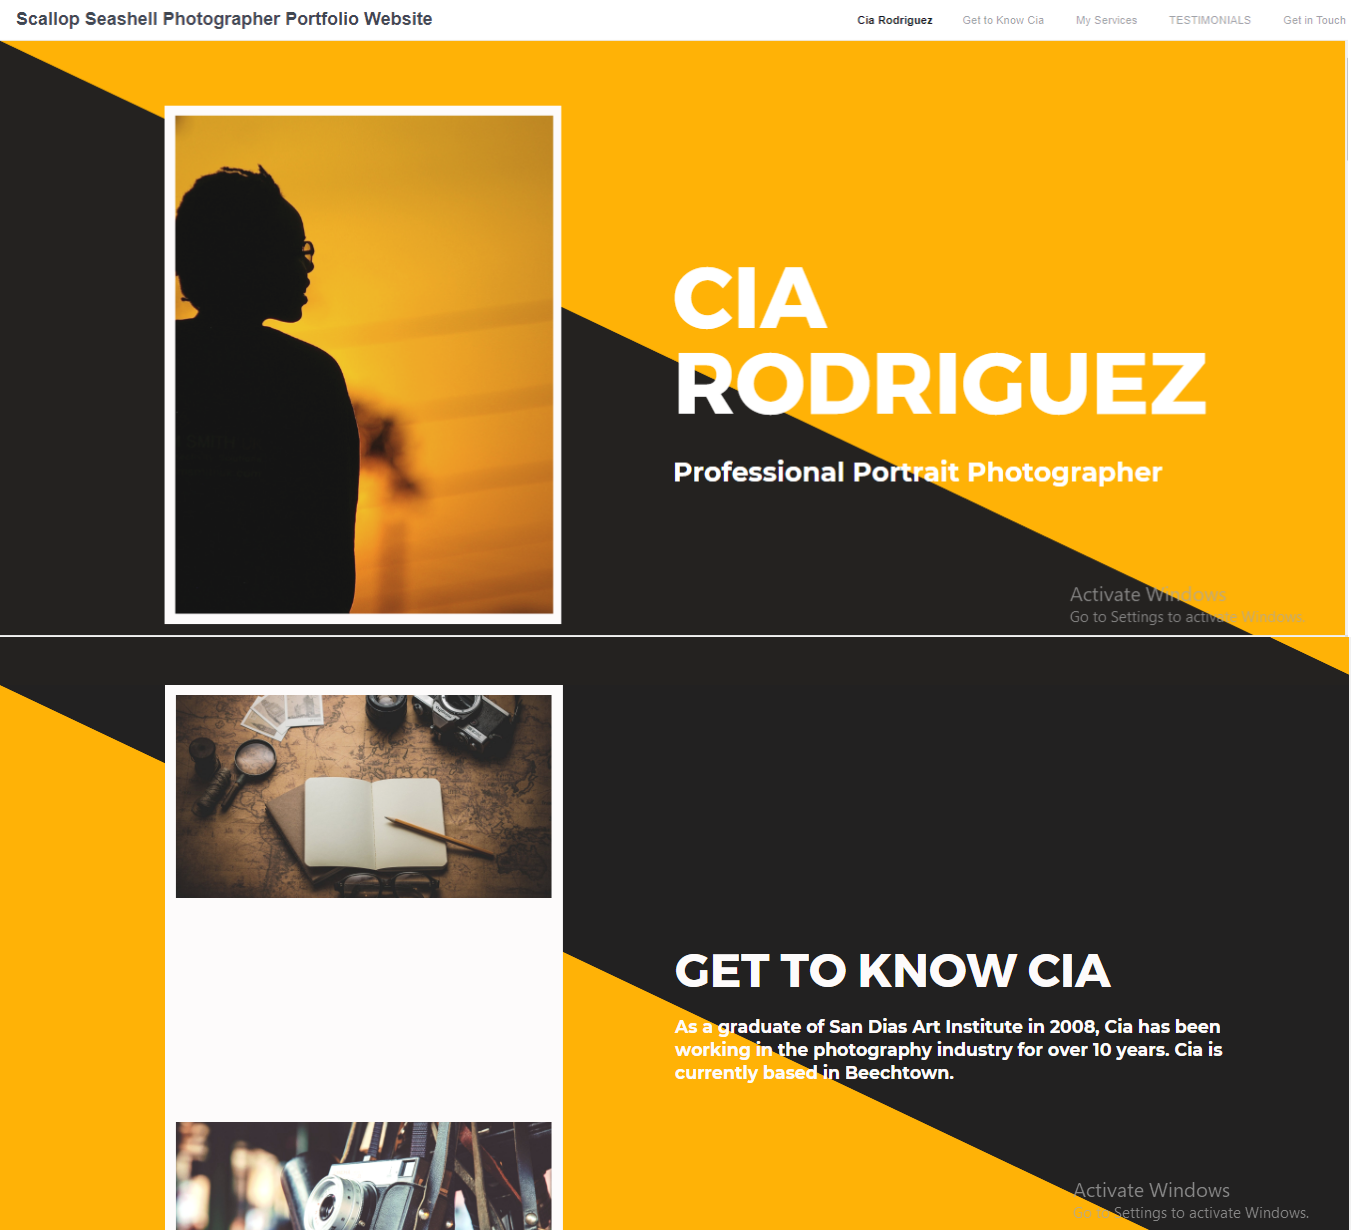 Scallop Seashell Photographer Portfolio Website
Cia Rodriguez Get to Know Cia My Services TESTIMONIALS Get in Touch
CIA
RODRIGUEZ
Professional Portrait Photographer
SMITH
Activate Windows
Go to Settings to activate Windows.
GET TO KNOW CIA
As a graduate of San Dias Art Institute in 2008, Cia has been
working in the photography industry for over 10 years. Cia is
currently based in Beechtown.
Activate Windows
Go to Settings to activate Windows.